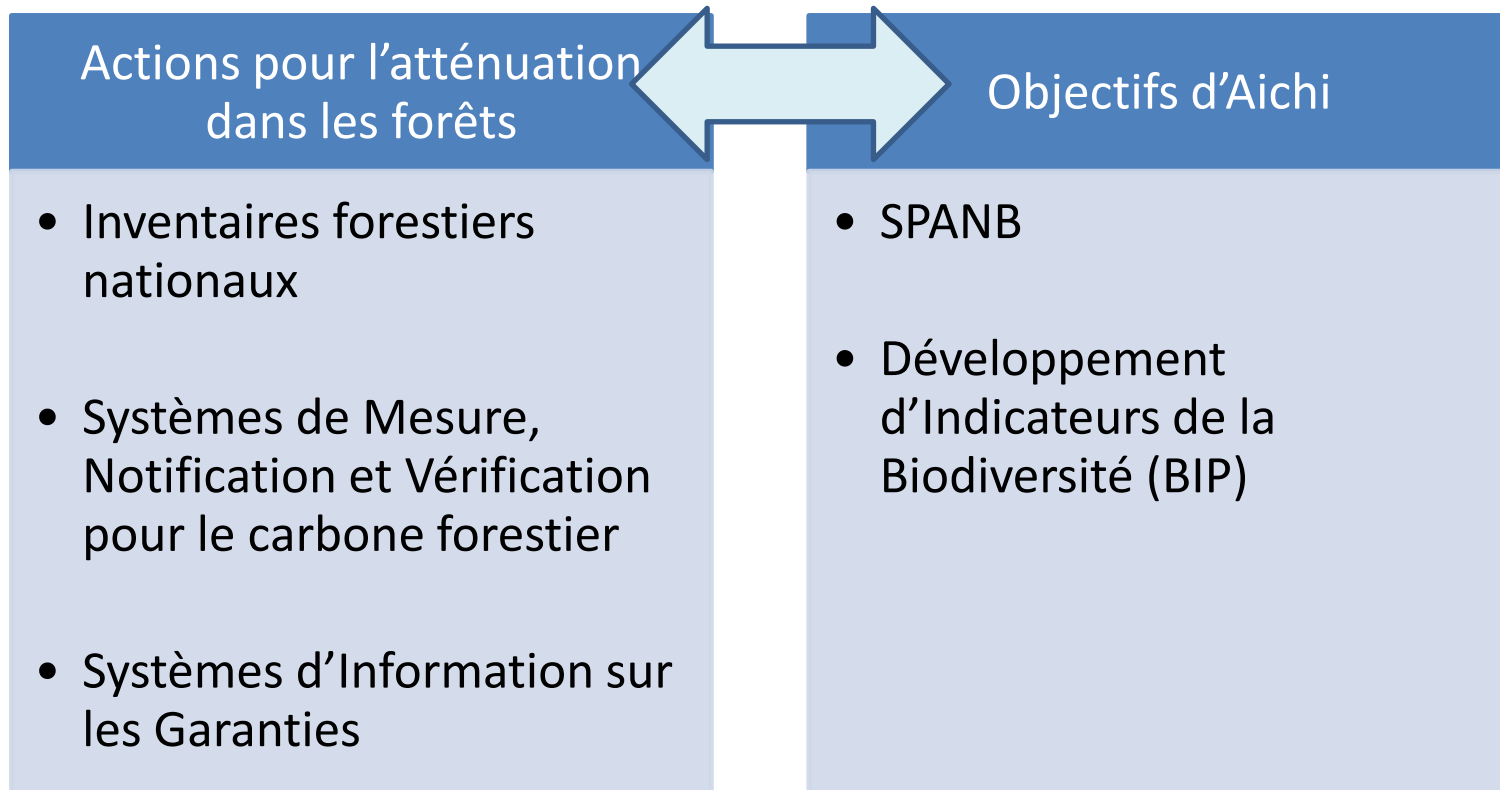 Actions pour l’atténuation
dans les forêts
• Inventaires forestiers
nationaux
• Systèmes de Mesure,
Notification et Vérification
pour le carbone forestier
• Systèmes d’Information sur
les Garanties
Objectifs d’Aichi
• SPANB
• Développement
d’Indicateurs de la
Biodiversité (BIP)